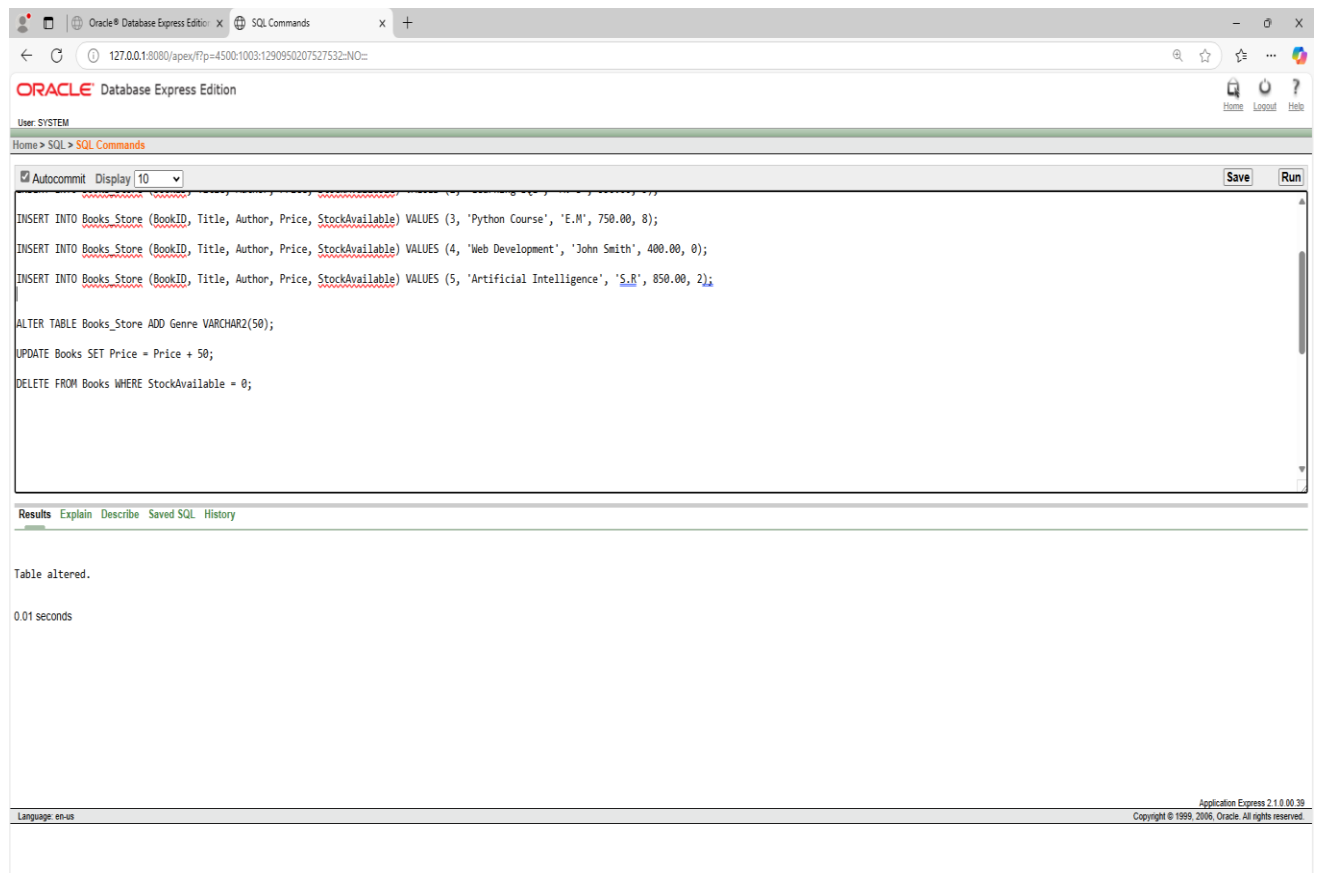 Oracle® Database Express Edition
SQL Commands
127.0.0.1:8080/apex/f?p=4500:1003:1290950207527532::NO:::
ORACLE Database Express Edition
Home Logout Help
User: SYSTEM
Home > SQL > SQL Commands
Autocommit Display 10 Save Run
INSERT INTO Books_Store (BookID, Title, Author, Price, StockAvailable) VALUES (3, 'Python Course', 'E.M', 750.00, 8);
INSERT INTO Books_Store (BookID, Title, Author, Price, StockAvailable) VALUES (4, 'Web Development', 'John Smith', 400.00, 0);
INSERT INTO Books_Store (BookID, Title, Author, Price, StockAvailable) VALUES (5, 'Artificial Intelligence', 'S.R', 850.00, 2);
ALTER TABLE Books_Store ADD Genre VARCHAR2(50);
UPDATE Books SET Price = Price + 50;
DELETE FROM Books WHERE StockAvailable = 0;
Results Explain Describe Saved SQL History
Table altered.
0.01 seconds
Application Express 2.1.0.00.39
Language: en-us Copyright © 1999, 2006, Oracle. All rights reserved.